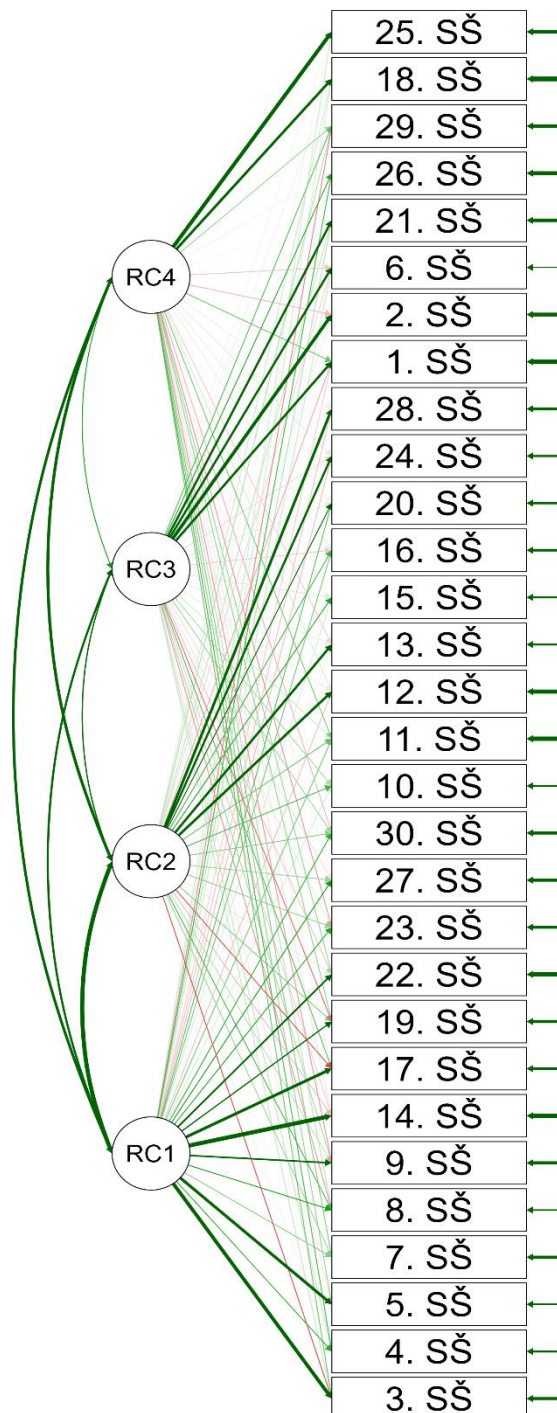 25. SŠ
18. SŠ
29. SŠ
26. SŠ
21. SŠ
6. SŠ
2. SŠ
1. SŠ
28. SŠ
24. SŠ
20. SŠ
16. SŠ
15. SŠ
13. SŠ
12. SŠ
11. SŠ
10. SŠ
30. SŠ
27. SŠ
23. SŠ
22. SŠ
19. SŠ
17. SŠ
14. SŠ
9. SŠ
8. SŠ
7. SŠ
5. SŠ
4. SŠ
3. SŠ
RC4
RC3
RC2
RC1